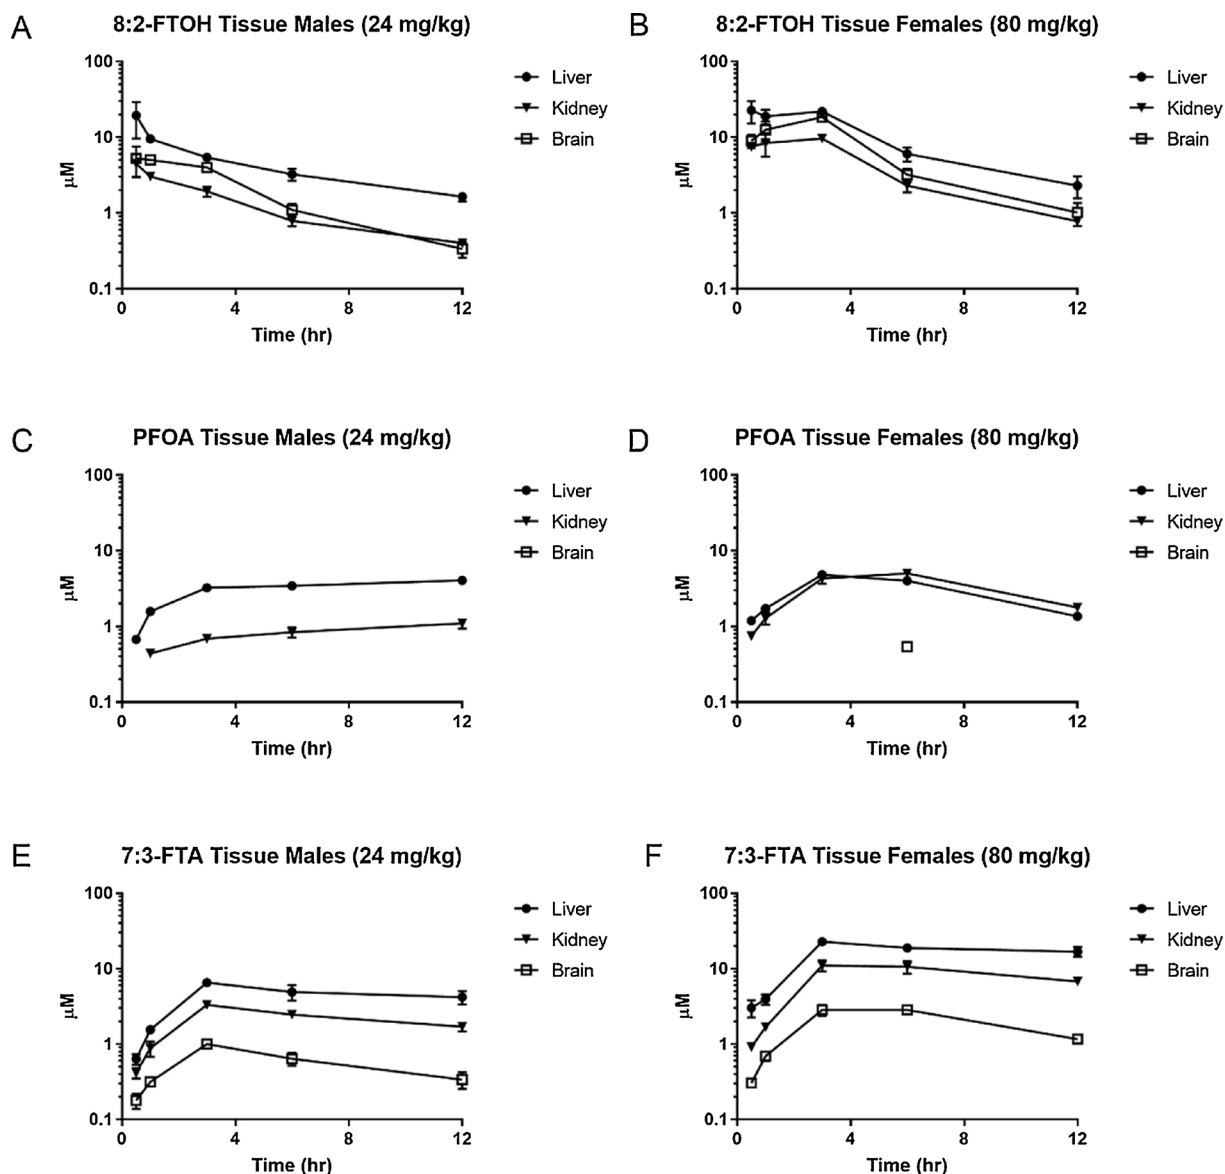 A
8:2-FTOH Tissue Males (24 mg/kg)
100
10
1
0.1
μM
0
4
8
12
Time (hr)
Liver
Kidney
Brain
B
8:2-FTOH Tissue Females (80 mg/kg)
100
10
1
0.1
μM
0
4
8
12
Time (hr)
Liver
Kidney
Brain
C
PFOA Tissue Males (24 mg/kg)
100
10
1
0.1
μM
0
4
8
12
Time (hr)
Liver
Kidney
Brain
D
PFOA Tissue Females (80 mg/kg)
100
10
1
0.1
μM
0
4
8
12
Time (hr)
Liver
Kidney
Brain
E
7:3-FTA Tissue Males (24 mg/kg)
100
10
1
0.1
μM
0
4
8
12
Time (hr)
Liver
Kidney
Brain
F
7:3-FTA Tissue Females (80 mg/kg)
100
10
1
0.1
μM
0
4
8
12
Time (hr)
Liver
Kidney
Brain